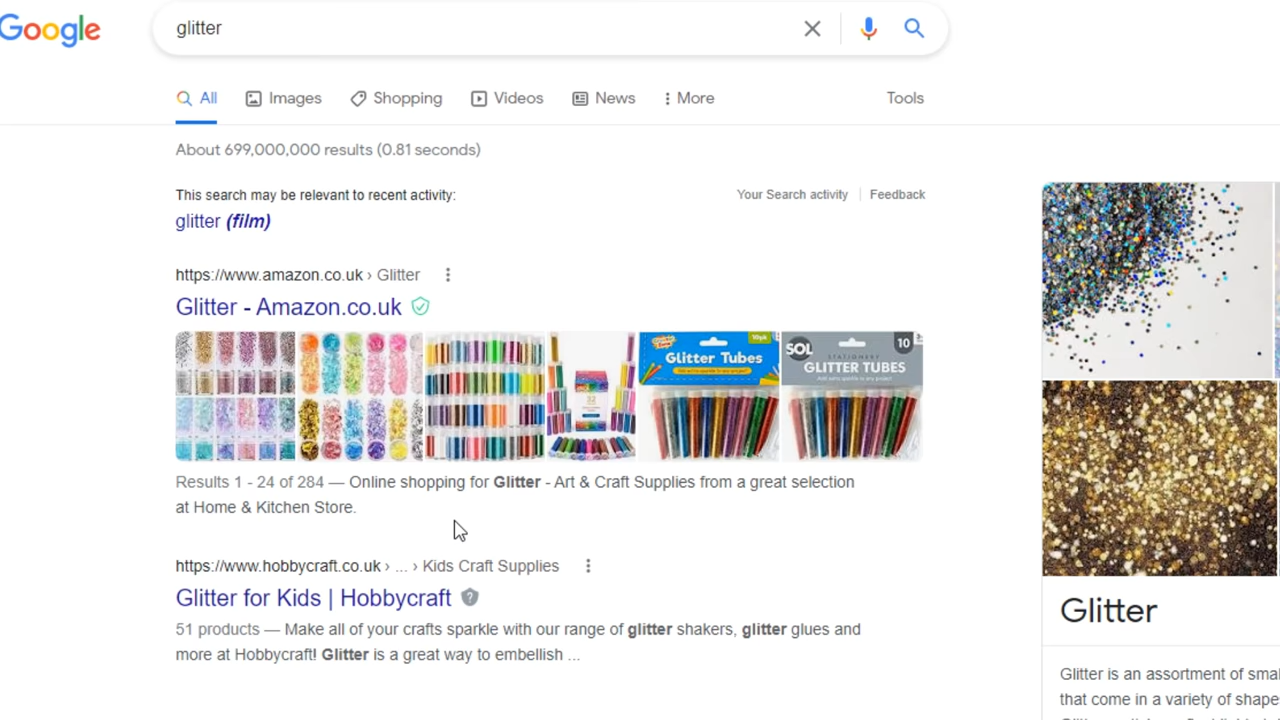 Google
glitter
All Images Shopping Videos News More Tools
About 699,000,000 results (0.81 seconds)
This search may be relevant to recent activity: Your Search activity Feedback
glitter (film)
https://www.amazon.co.uk › Glitter
Glitter - Amazon.co.uk
Glitter Tubes
SOL
10
STATIONERY
GLITTER TUBES
Results 1 - 24 of 284 — Online shopping for Glitter - Art & Craft Supplies from a great selection
at Home & Kitchen Store.
https://www.hobbycraft.co.uk › ... › Kids Craft Supplies
Glitter for Kids | Hobbycraft
51 products — Make all of your crafts sparkle with our range of glitter shakers, glitter glues and
more at Hobbycraft! Glitter is a great way to embellish ...
Glitter
Glitter is an assortment of smal
that come in a variety of shape